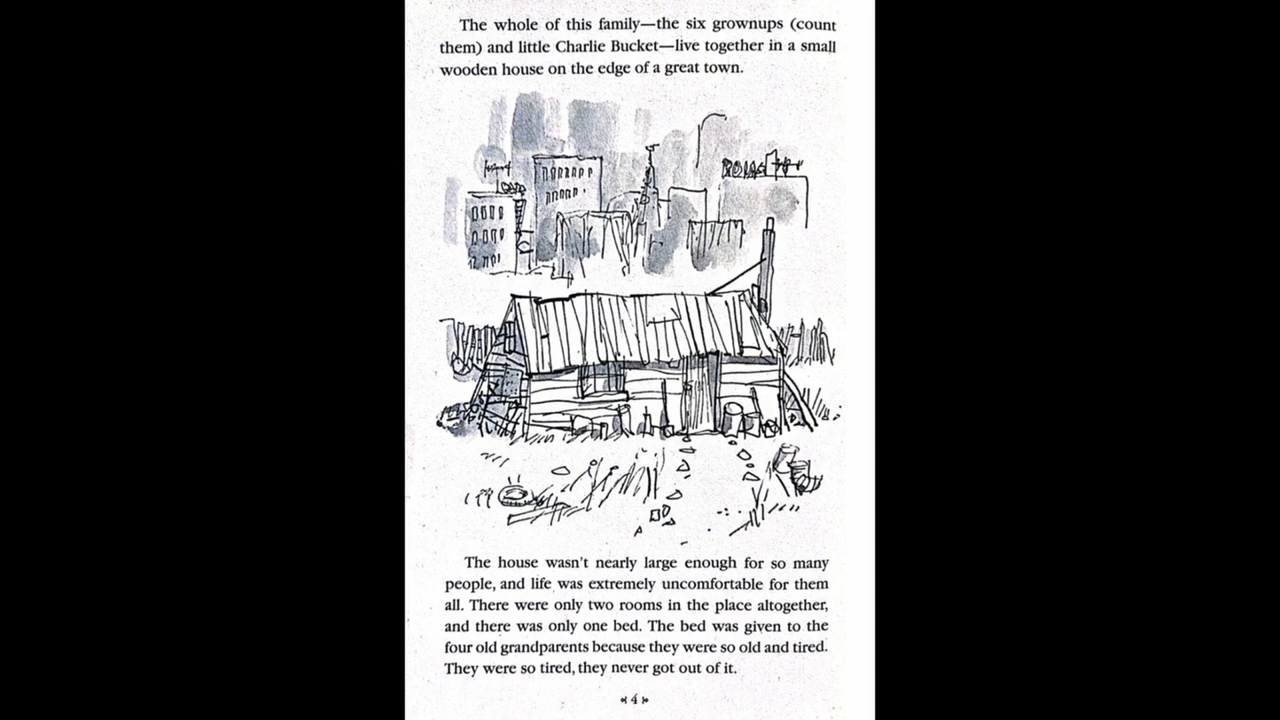 The whole of this family—the six grownups (count
them) and little Charlie Bucket—live together in a small
wooden house on the edge of a great town.
The house wasn't nearly large enough for so many
people, and life was extremely uncomfortable for them
all. There were only two rooms in the place altogether,
and there was only one bed. The bed was given to the
four old grandparents because they were so old and tired.
They were so tired, they never got out of it.
4